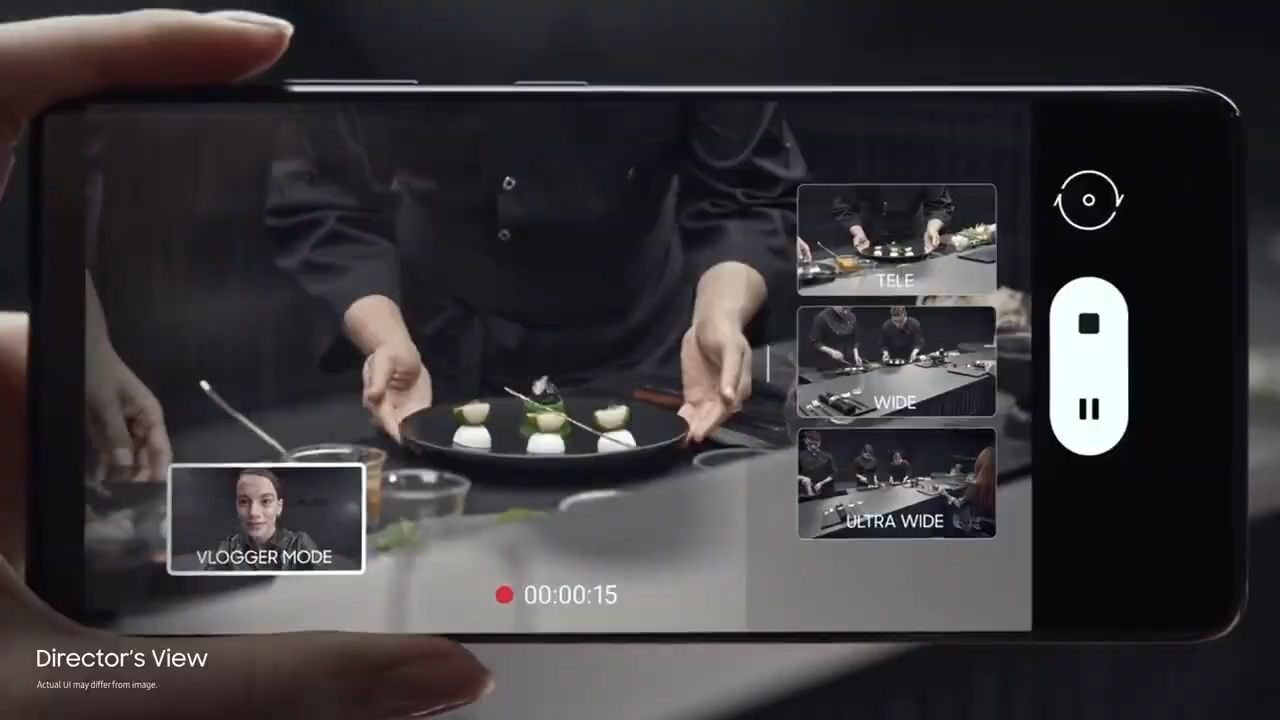 TELE
WIDE
ULTRA WIDE
VLOGGER MODE
00:00:15
Director's View
Actual UI may differ from image.